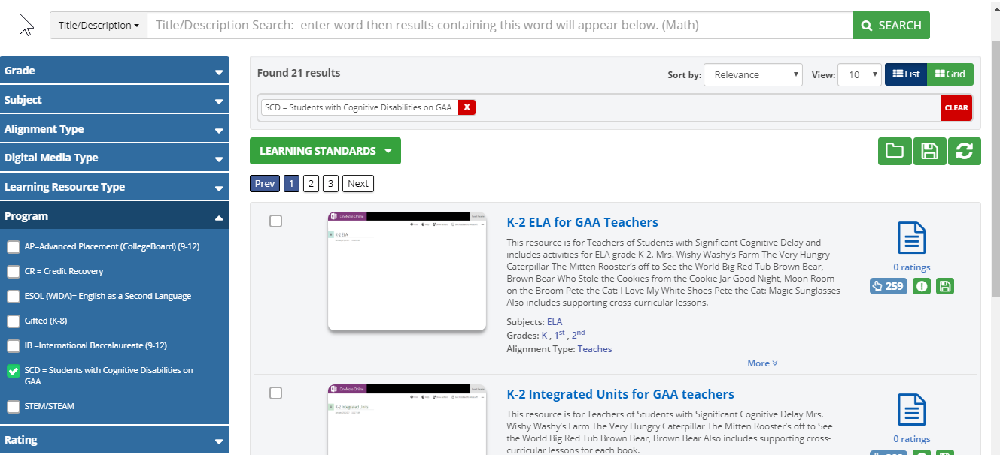 Title/Description
Title/Description Search: enter word then results containing this word will appear below. (Math)
SEARCH
Grade
Subject
Alignment Type
Digital Media Type
Learning Resource Type
Program
AP=Advanced Placement (CollegeBoard) (9-12)
CR = Credit Recovery
ESOL (WIDA)= English as a Second Language
Gifted (K-8)
IB =International Baccalaureate (9-12)
SCD = Students with Cognitive Disabilities on
GAA
STEM/STEAM
Rating
Found 21 results
Sort by: Relevance View: 10 List Grid
SCD = Students with Cognitive Disabilities on GAA X
CLEAR
LEARNING STANDARDS
Prev 1 2 3 Next
OneNote Online
K-2 ELA
K-2 ELA for GAA Teachers
This resource is for Teachers of Students with Significant Cognitive Delay and
includes activities for ELA grade K-2. Mrs. Wishy Washy's Farm The Very Hungry
Caterpillar The Mitten Rooster's off to See the World Big Red Tub Brown Bear,
Brown Bear Who Stole the Cookies from the Cookie Jar Good Night, Moon Room
on the Broom Pete the Cat: I Love My White Shoes Pete the Cat: Magic Sunglasses
Also includes supporting cross-curricular lessons.
Subjects: ELA
Grades: K , 1st , 2nd
Alignment Type: Teaches
More
0 ratings
259
OneNote Online
K-2 Integrated Units
K-2 Integrated Units for GAA teachers
This resource is for Teachers of Students with Significant Cognitive Delay Mrs.
Wishy Washy's Farm The Very Hungry Caterpillar The Mitten Rooster's off to See
the World Big Red Tub Brown Bear, Brown Bear Also includes supporting cross-
curricular lessons for each book.
0 ratings